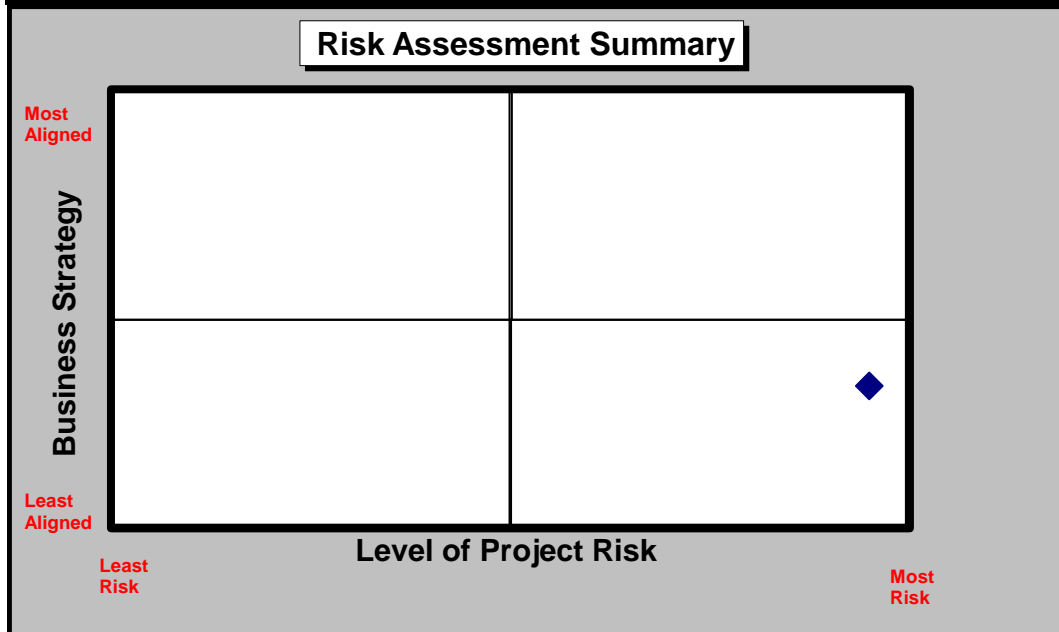 Risk Assessment Summary
Most
Aligned
Business Strategy
Least
Aligned
Level of Project Risk
Least
Risk
Most
Risk